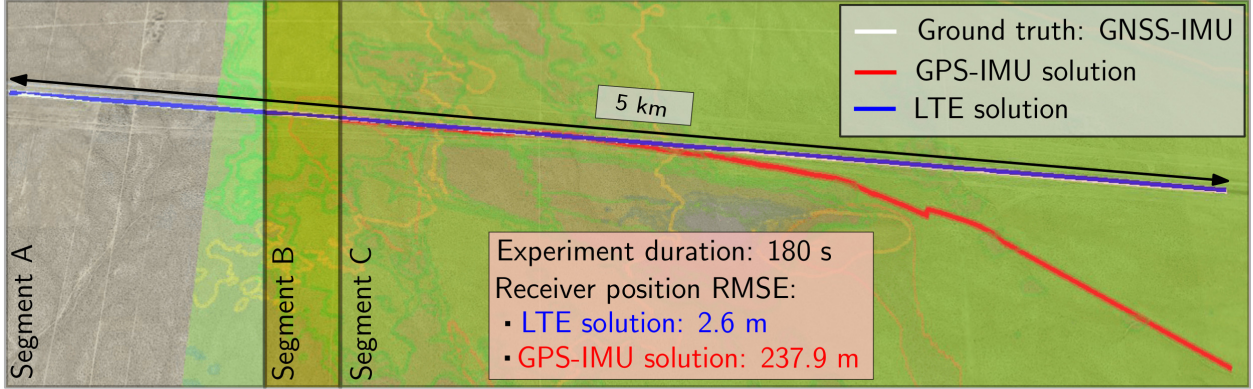 Ground truth: GNSS-IMU
GPS-IMU solution
LTE solution
5 km
Segment A
Segment B
Segment C
Experiment duration: 180 s
Receiver position RMSE:
· LTE solution: 2.6 m
· GPS-IMU solution: 237.9 m